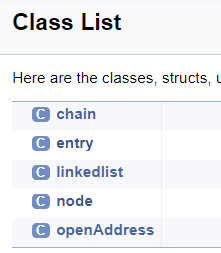 Class List
Here are the classes, structs,
C chain
C entry
C linkedlist
C node
C openAddress